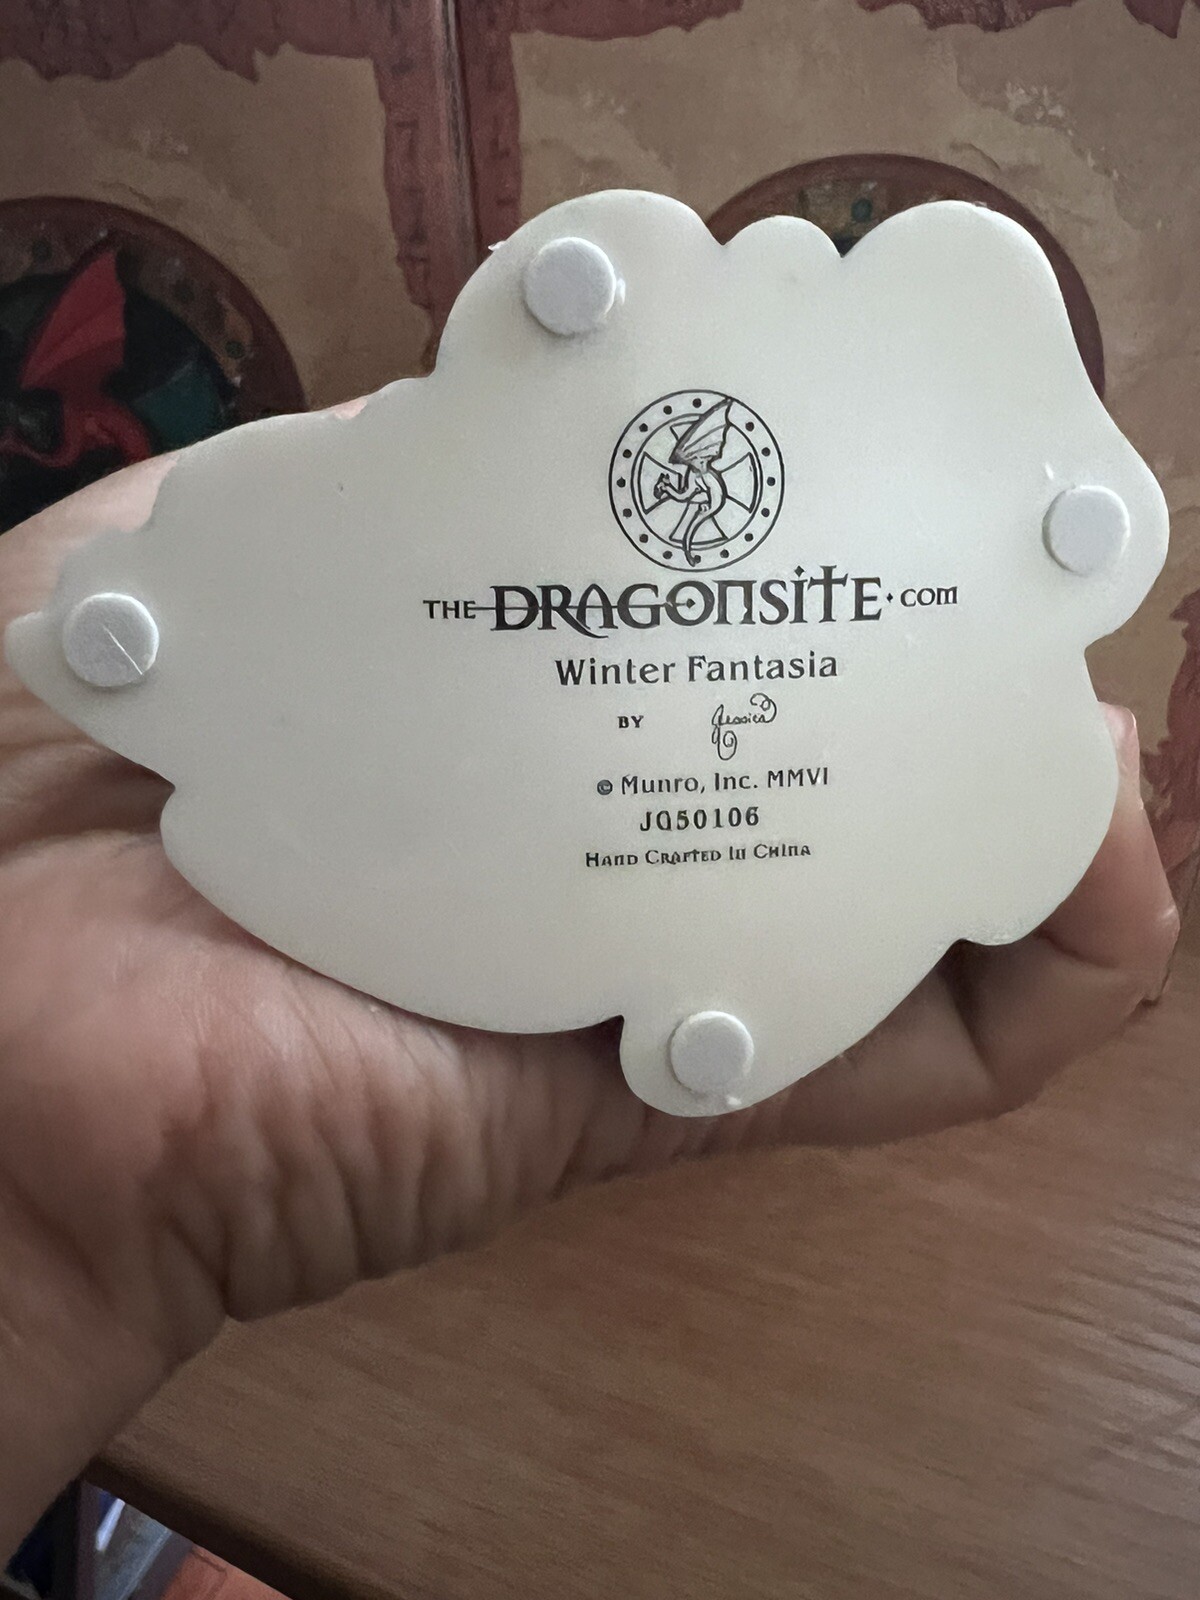 THE DRAGONSITE.COM
Winter Fantasia
BY Jessica
© Munro, Inc. MMVI
JG50106
Hand Crafted In China